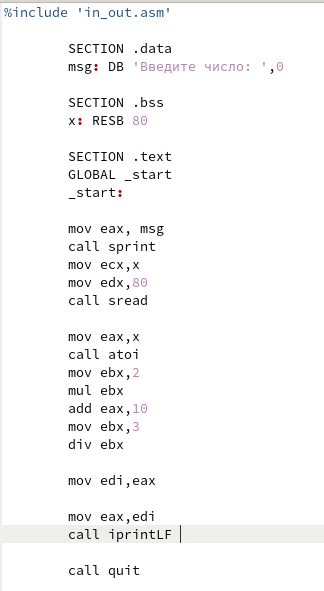 %include 'in_out.asm'
SECTION .data
msg: DB 'Введите число: ',0
SECTION .bss
x: RESB 80
SECTION .text
GLOBAL _start
_start:
mov eax, msg
call sprint
mov ecx,x
mov edx,80
call sread
mov eax,x
call atoi
mov ebx,2
mul ebx
add eax,10
mov ebx,3
div ebx
mov edi,eax
mov eax,edi
call iprintLF
call quit